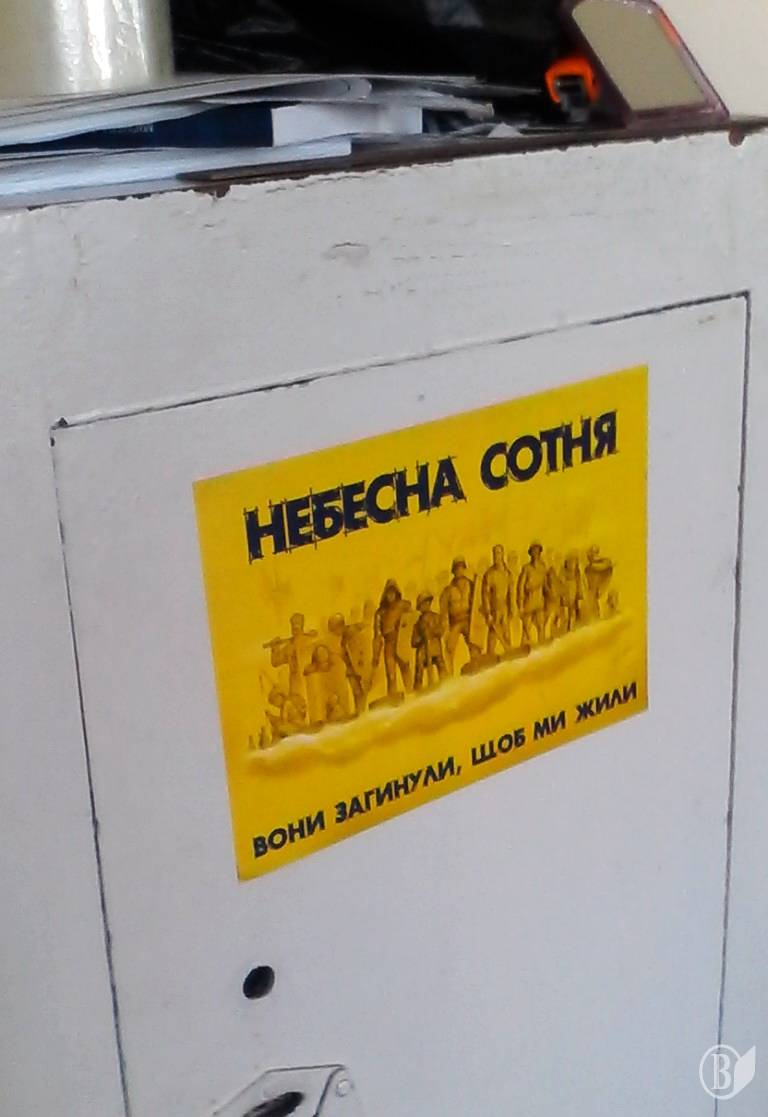 НЕБЕСНА СОТНЯ
ВОНИ ЗАГИНУЛИ, ЩОБ МИ ЖИЛИ
В